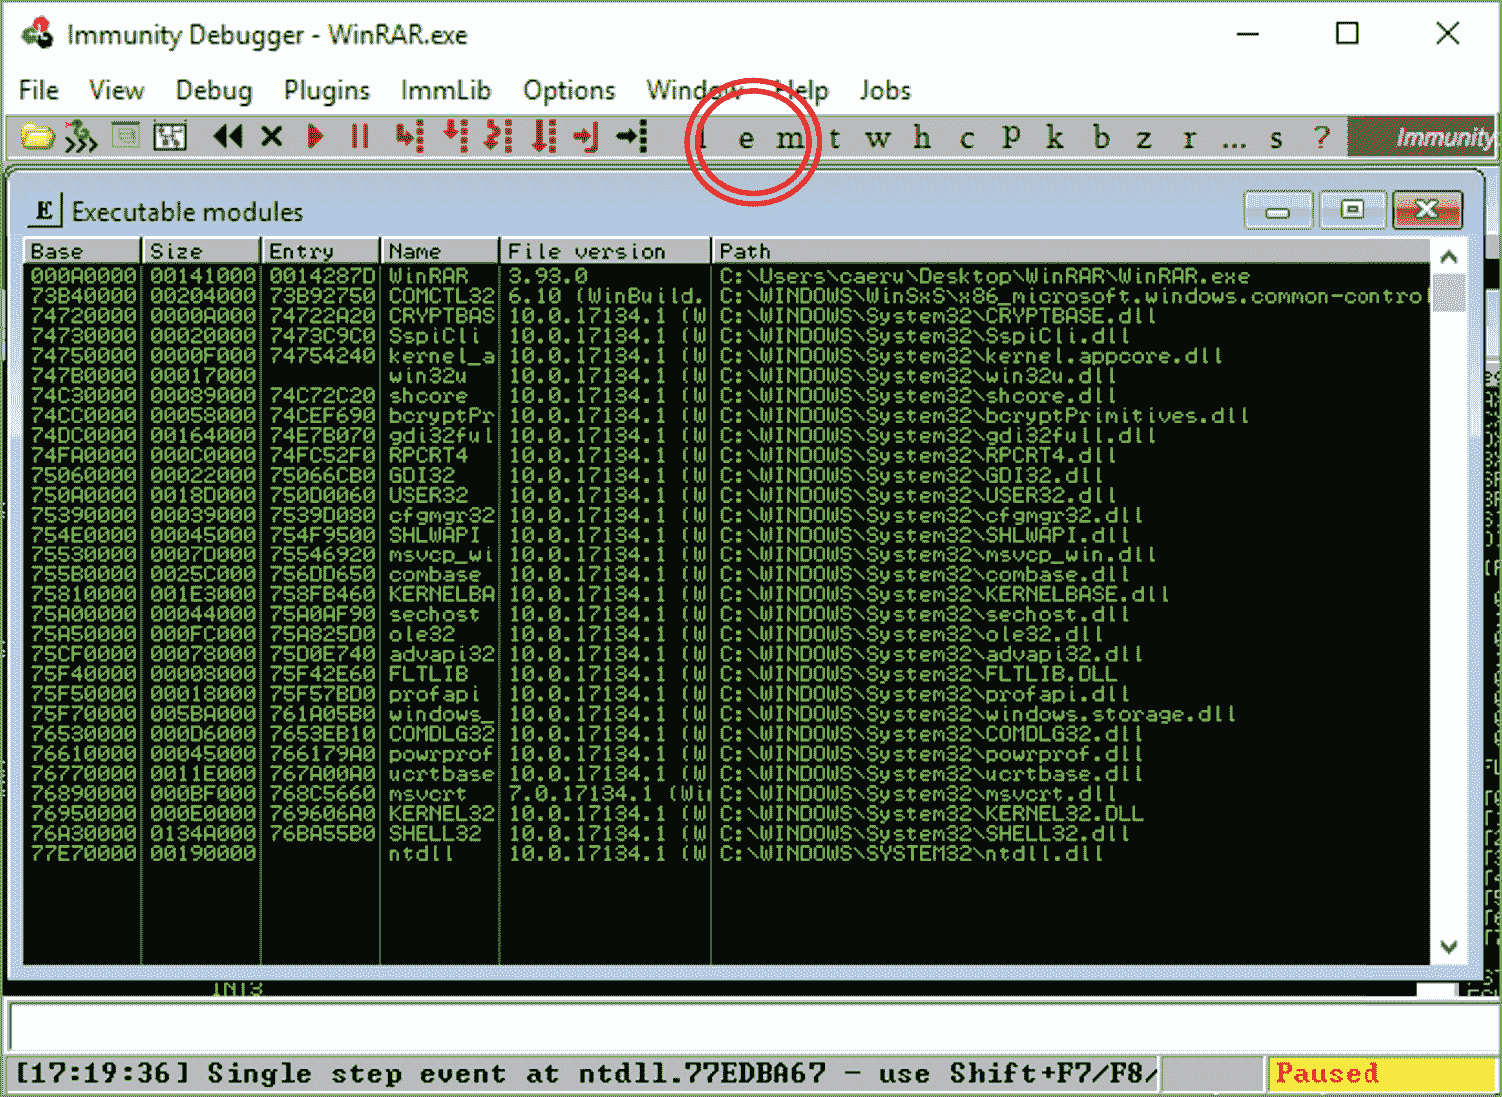 Immunity Debugger - WinRAR.exe
File View Debug Plugins ImmLib Options Window Help Jobs
l e m t w h c P k b z r ... s ? Immunity
E Executable modules
Base Size Entry Name File version Path
000A0000 00141000 0014287D WinRAR 3.93.0 C:\Users\caeru\Desktop\WinRAR\WinRAR.exe
73B40000 00204000 73B92750 COMCTL32 6.10 (WinBuild. C:\WINDOWS\WinSxS\x86_microsoft.windows.common-contro
74720000 0000A000 74722A20 CRYPTBAS 10.0.17134.1 (W C:\WINDOWS\System32\CRYPTBASE.dll
74730000 00020000 7473C9C0 SspiCli 10.0.17134.1 (W C:\WINDOWS\System32\SspiCli.dll
74750000 0000F000 74754240 kernel_a 10.0.17134.1 (W C:\WINDOWS\System32\kernel.appcore.dll
747B0000 00017000 win32u 10.0.17134.1 (W C:\WINDOWS\System32\win32u.dll
74C30000 00089000 74C72C20 shcore 10.0.17134.1 (W C:\WINDOWS\System32\shcore.dll
74CC0000 00058000 74CEF690 bcryptPr 10.0.17134.1 (W C:\WINDOWS\System32\bcryptPrimitives.dll
74DC0000 00164000 74E7B070 gdi32ful 10.0.17134.1 (W C:\WINDOWS\System32\gdi32full.dll
74FA0000 000C0000 74FC52F0 RPCRT4 10.0.17134.1 (W C:\WINDOWS\System32\RPCRT4.dll
75060000 00022000 75066CB0 GDI32 10.0.17134.1 (W C:\WINDOWS\System32\GDI32.dll
750A0000 0018D000 750D0060 USER32 10.0.17134.1 (W C:\WINDOWS\System32\USER32.dll
75390000 00039000 7539D080 cfgmgr32 10.0.17134.1 (W C:\WINDOWS\System32\cfgmgr32.dll
754E0000 00045000 754F9500 SHLWAPI 10.0.17134.1 (W C:\WINDOWS\System32\SHLWAPI.dll
75530000 0007D000 75546920 msvcp_wi 10.0.17134.1 (W C:\WINDOWS\System32\msvcp_win.dll
755B0000 0025C000 756DD650 combase 10.0.17134.1 (W C:\WINDOWS\System32\combase.dll
75810000 001E3000 758FB460 KERNELBA 10.0.17134.1 (W C:\WINDOWS\System32\KERNELBASE.dll
75A00000 00044000 75A0AF90 sechost 10.0.17134.1 (W C:\WINDOWS\System32\sechost.dll
75A50000 000FC000 75A825D0 ole32 10.0.17134.1 (W C:\WINDOWS\System32\ole32.dll
75CF0000 00078000 75D0E740 advapi32 10.0.17134.1 (W C:\WINDOWS\System32\advapi32.dll
75F40000 00008000 75F42E60 FLTLIB 10.0.17134.1 (W C:\WINDOWS\System32\FLTLIB.DLL
75F50000 00018000 75F57BD0 profapi 10.0.17134.1 (W C:\WINDOWS\System32\profapi.dll
75F70000 005BA000 761A05B0 windows_ 10.0.17134.1 (W C:\WINDOWS\System32\windows.storage.dll
76530000 000D6000 7653EB10 COMDLG32 10.0.17134.1 (W C:\WINDOWS\System32\COMDLG32.dll
76610000 00045000 766179A0 powrprof 10.0.17134.1 (W C:\WINDOWS\System32\powrprof.dll
76770000 0011E000 767A00A0 ucrtbase 10.0.17134.1 (W C:\WINDOWS\System32\ucrtbase.dll
76890000 000BF000 768C5660 msvcrt 7.0.17134.1 (Wi C:\WINDOWS\System32\msvcrt.dll
76950000 000E0000 769606A0 KERNEL32 10.0.17134.1 (W C:\WINDOWS\System32\KERNEL32.DLL
76A30000 0134A000 76BA55B0 SHELL32 10.0.17134.1 (W C:\WINDOWS\System32\SHELL32.dll
77E70000 00190000 ntdll 10.0.17134.1 (W C:\WINDOWS\SYSTEM32\ntdll.dll
INT3
[17:19:36] Single step event at ntdll.77EDBA67 – use Shift+F7/F8/
Paused